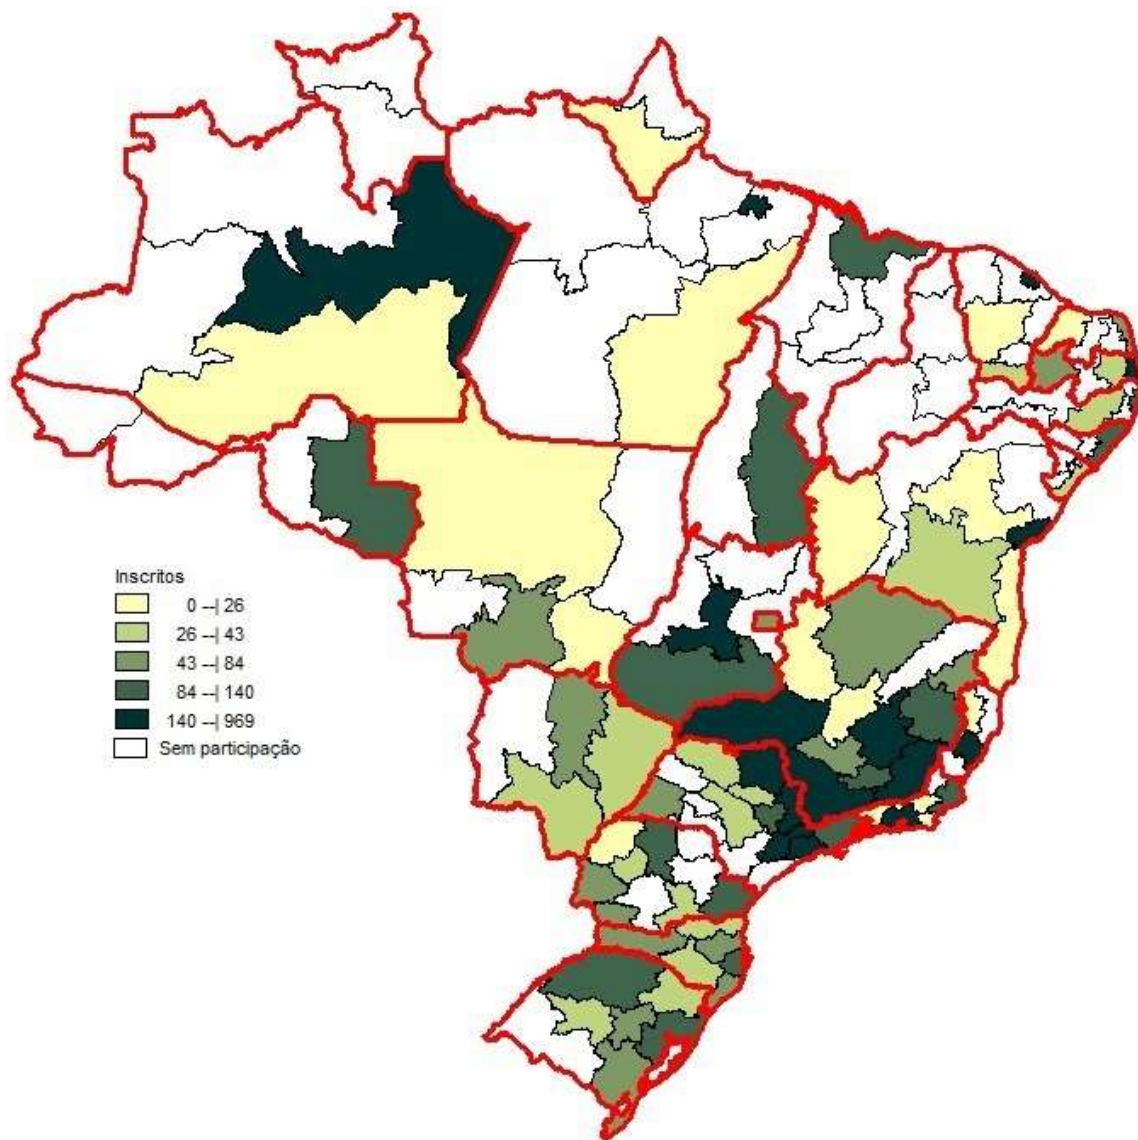 Inscritos
0 --| 26
26 --| 43
43 --| 84
84 --| 140
140 --| 969
Sem participação